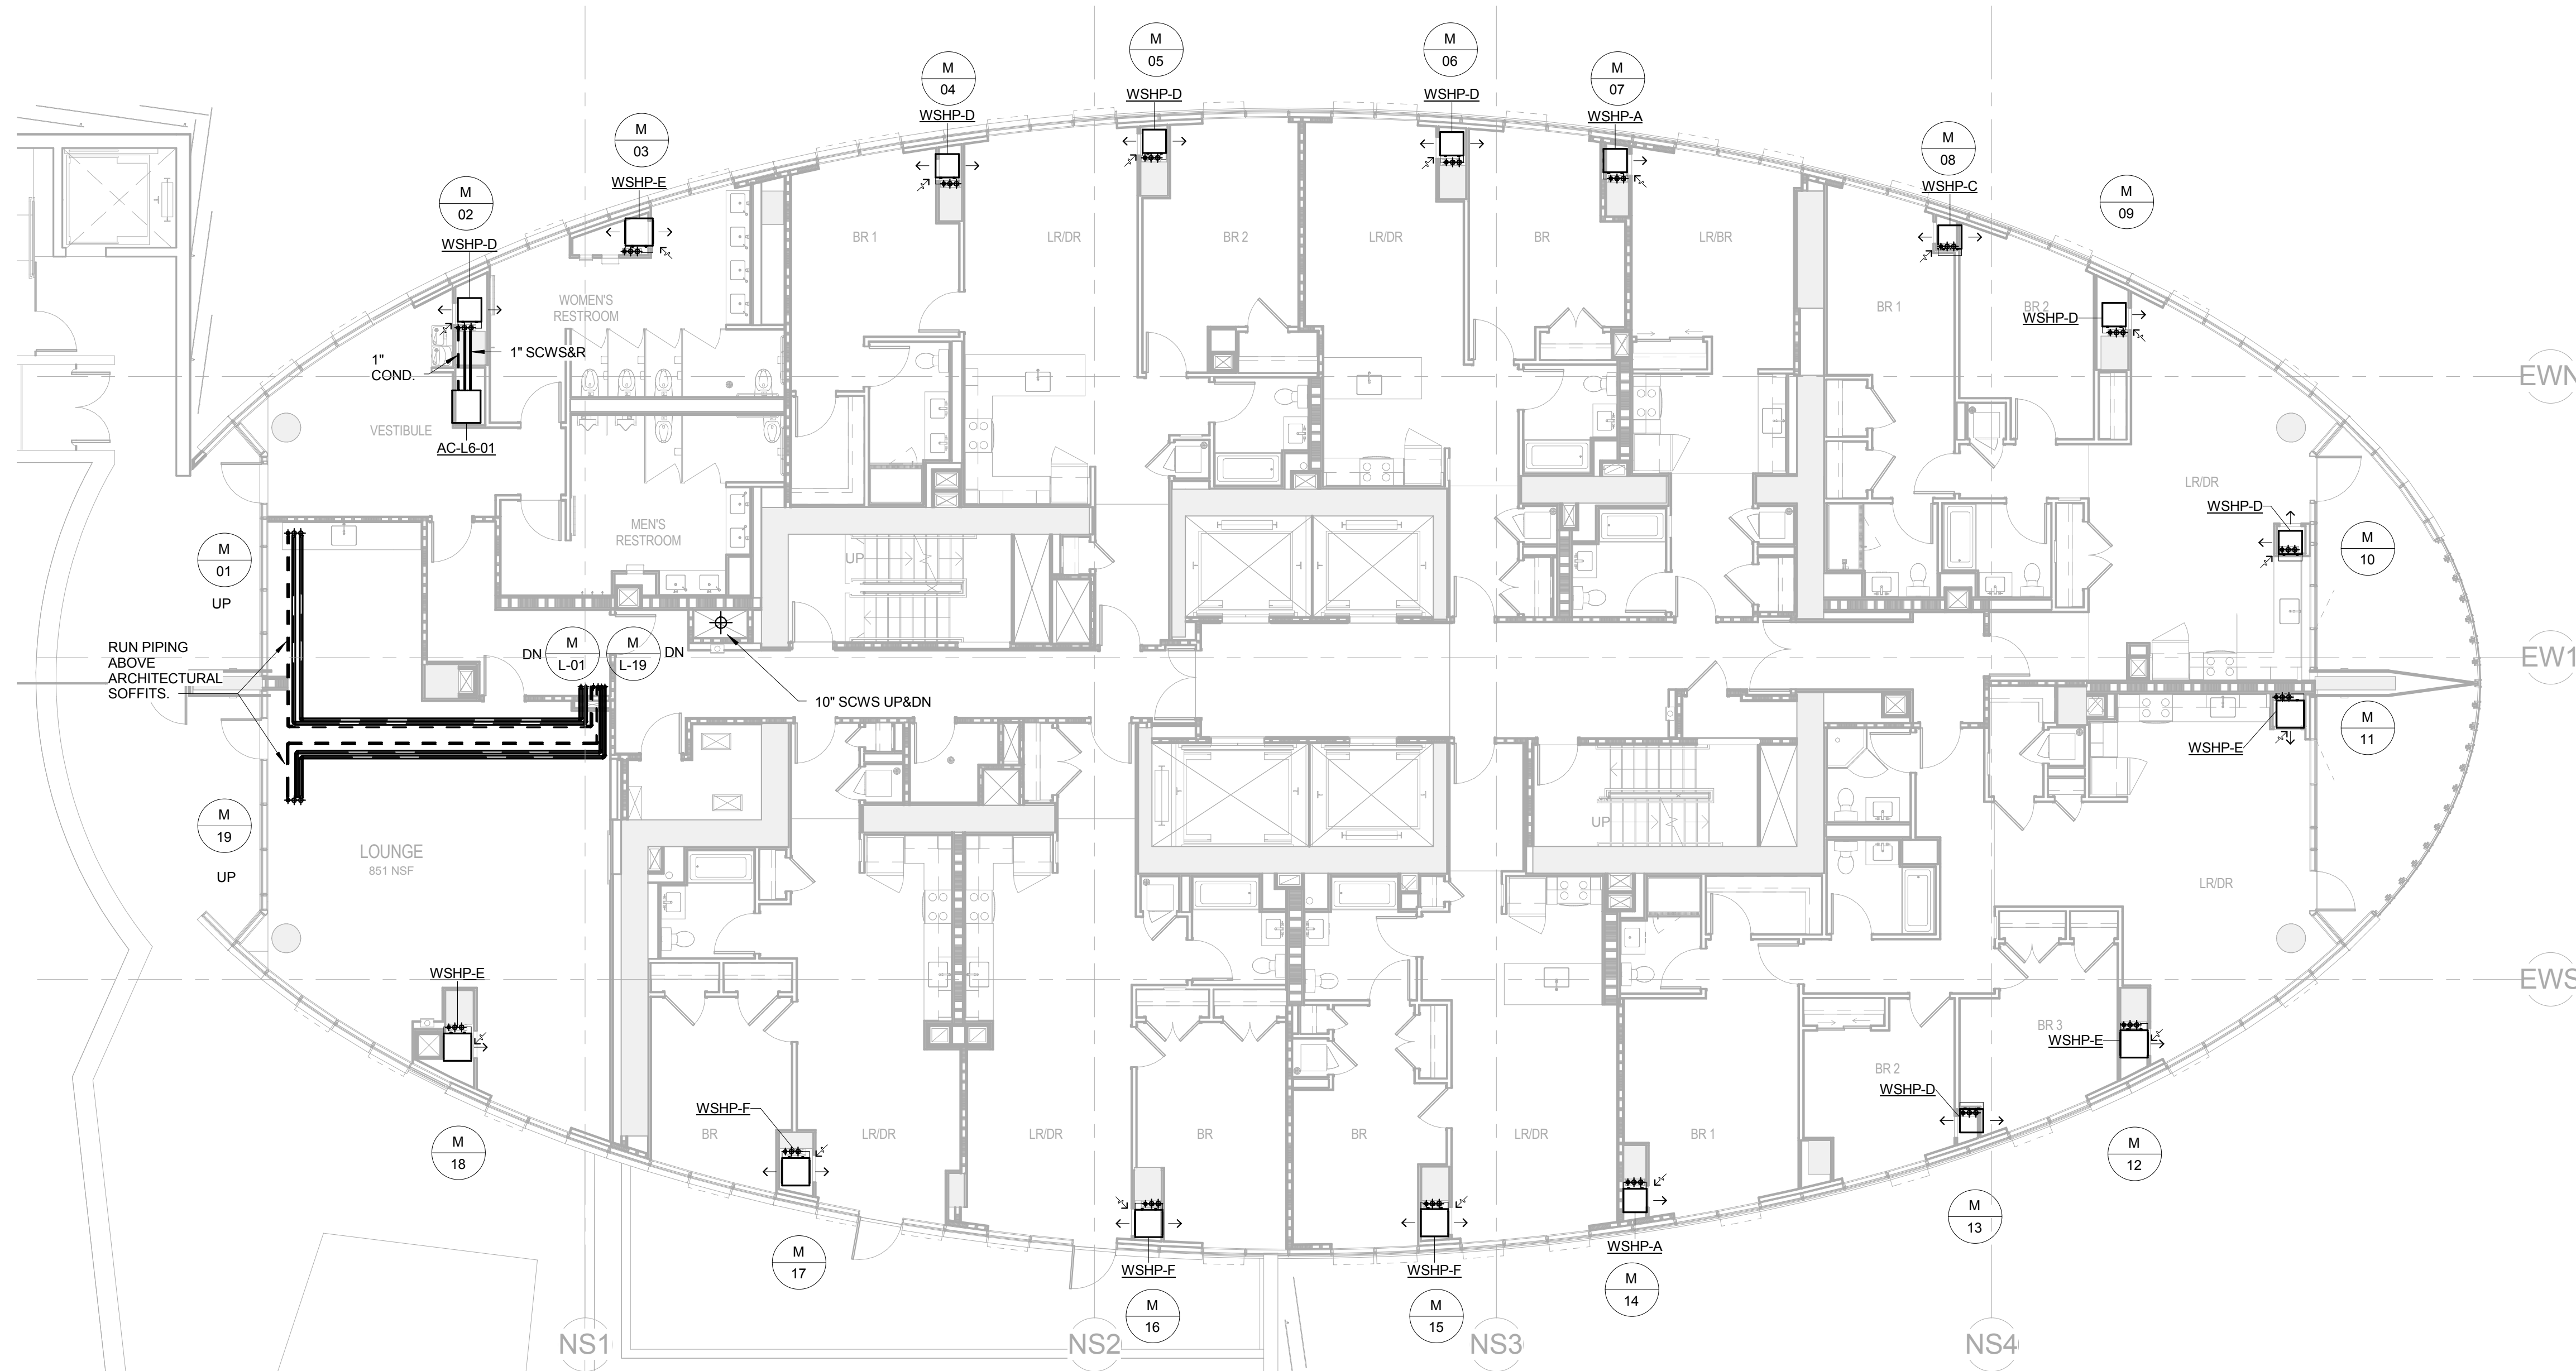 M
05
M
06
M
04
M
07
WSHP-D
WSHP-D
WSHP-D
WSHP-A
M
03
M
08
WSHP-E
WSHP-C
M
02
M
09
WSHP-D
BR 1
LR/DR
BR 2
LR/DR
BR
LR/BR
WOMEN'S
RESTROOM
BR 1
BR 2
WSHP-D
1"
COND.
1" SCWS&R
EWN
VESTIBULE
AC-L6-01
LR/DR
WSHP-D
MEN'S
RESTROOM
M
01
UP
UP
M
10
RUN PIPING
ABOVE
ARCHITECTURAL
SOFFITS.
DN
M
L-01
M
L-19
DN
EW1
10" SCWS UP&DN
M
11
WSHP-E
M
19
UP
UP
LOUNGE
851 NSF
LR/DR
WSHP-E
EWS
BR 3
WSHP-E
BR 2
WSHP-D
WSHP-F
BR
LR/DR
LR/DR
BR
BR
LR/DR
BR 1
M
18
M
12
M
13
WSHP-A
M
17
WSHP-F
WSHP-F
M
14
M
16
M
15
NS1
NS2
NS3
NS4